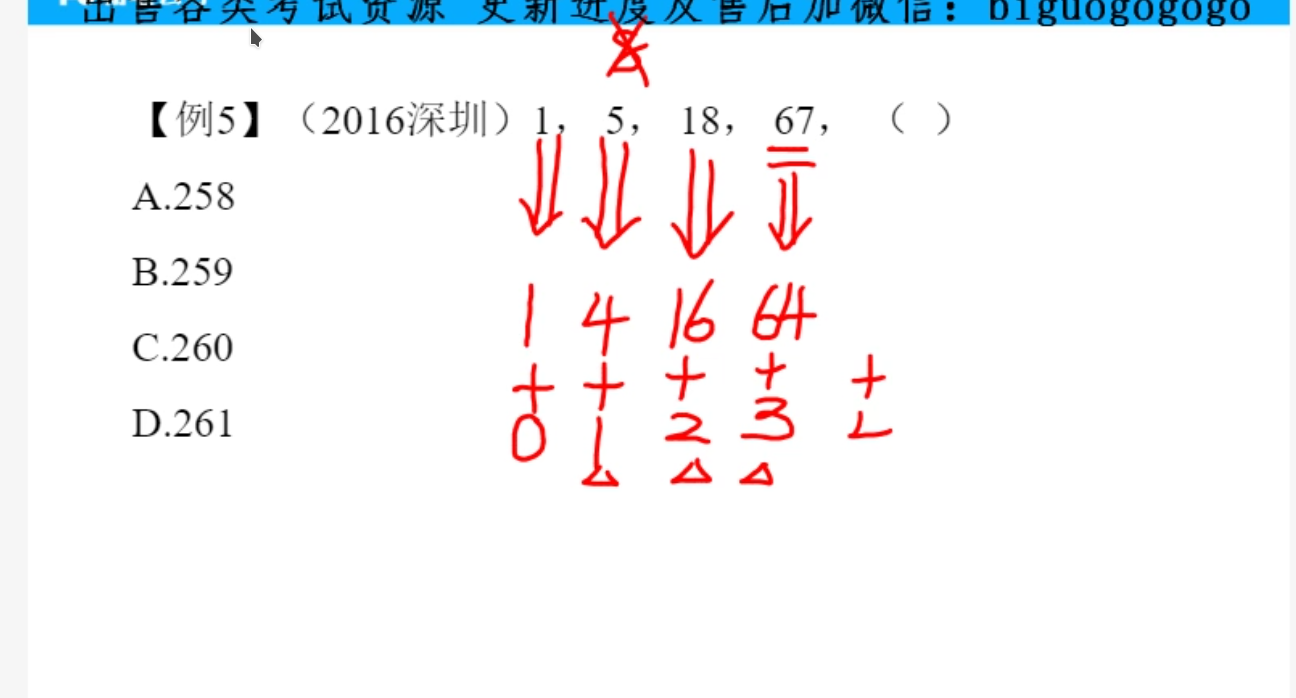 出售各类考试资源 更新进度及售后加微信：biguogogogo
【例5】（2016深圳）1， 5， 18， 67， （ ）
A.258
B.259
C.260
D.261
1 4 16 64
+ + + + +
0 1 2 3